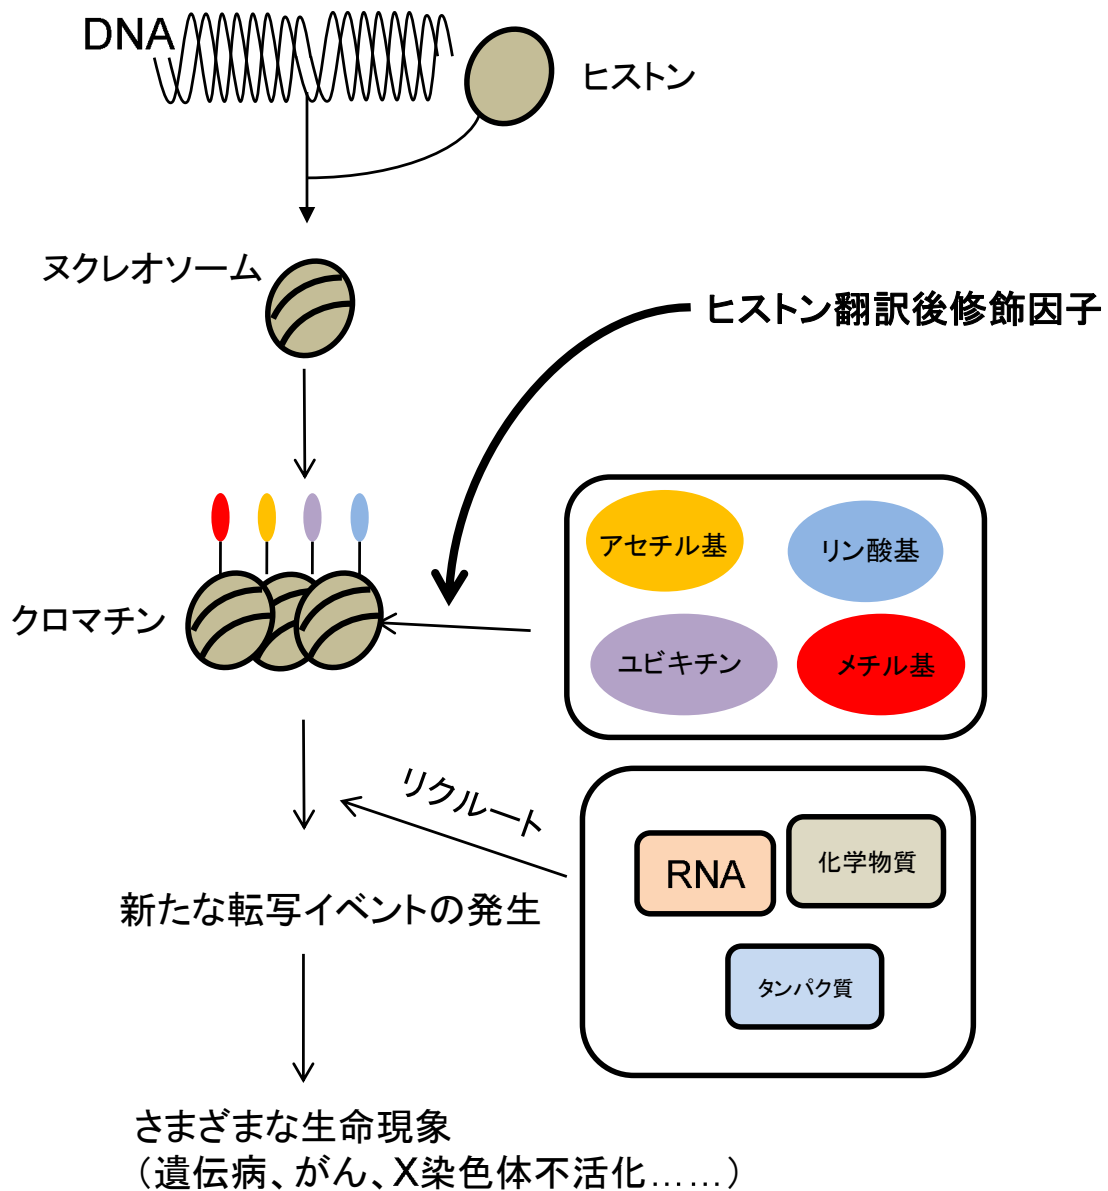 DNA
ヒストン
ヌクレオソーム
ヒストン翻訳後修飾因子
アセチル基
リン酸基
クロマチン
ユビキチン
メチル基
リクルート
RNA
化学物質
新たな転写イベントの発生
タンパク質
さまざまな生命現象
（遺伝病、がん、X染色体不活化……）